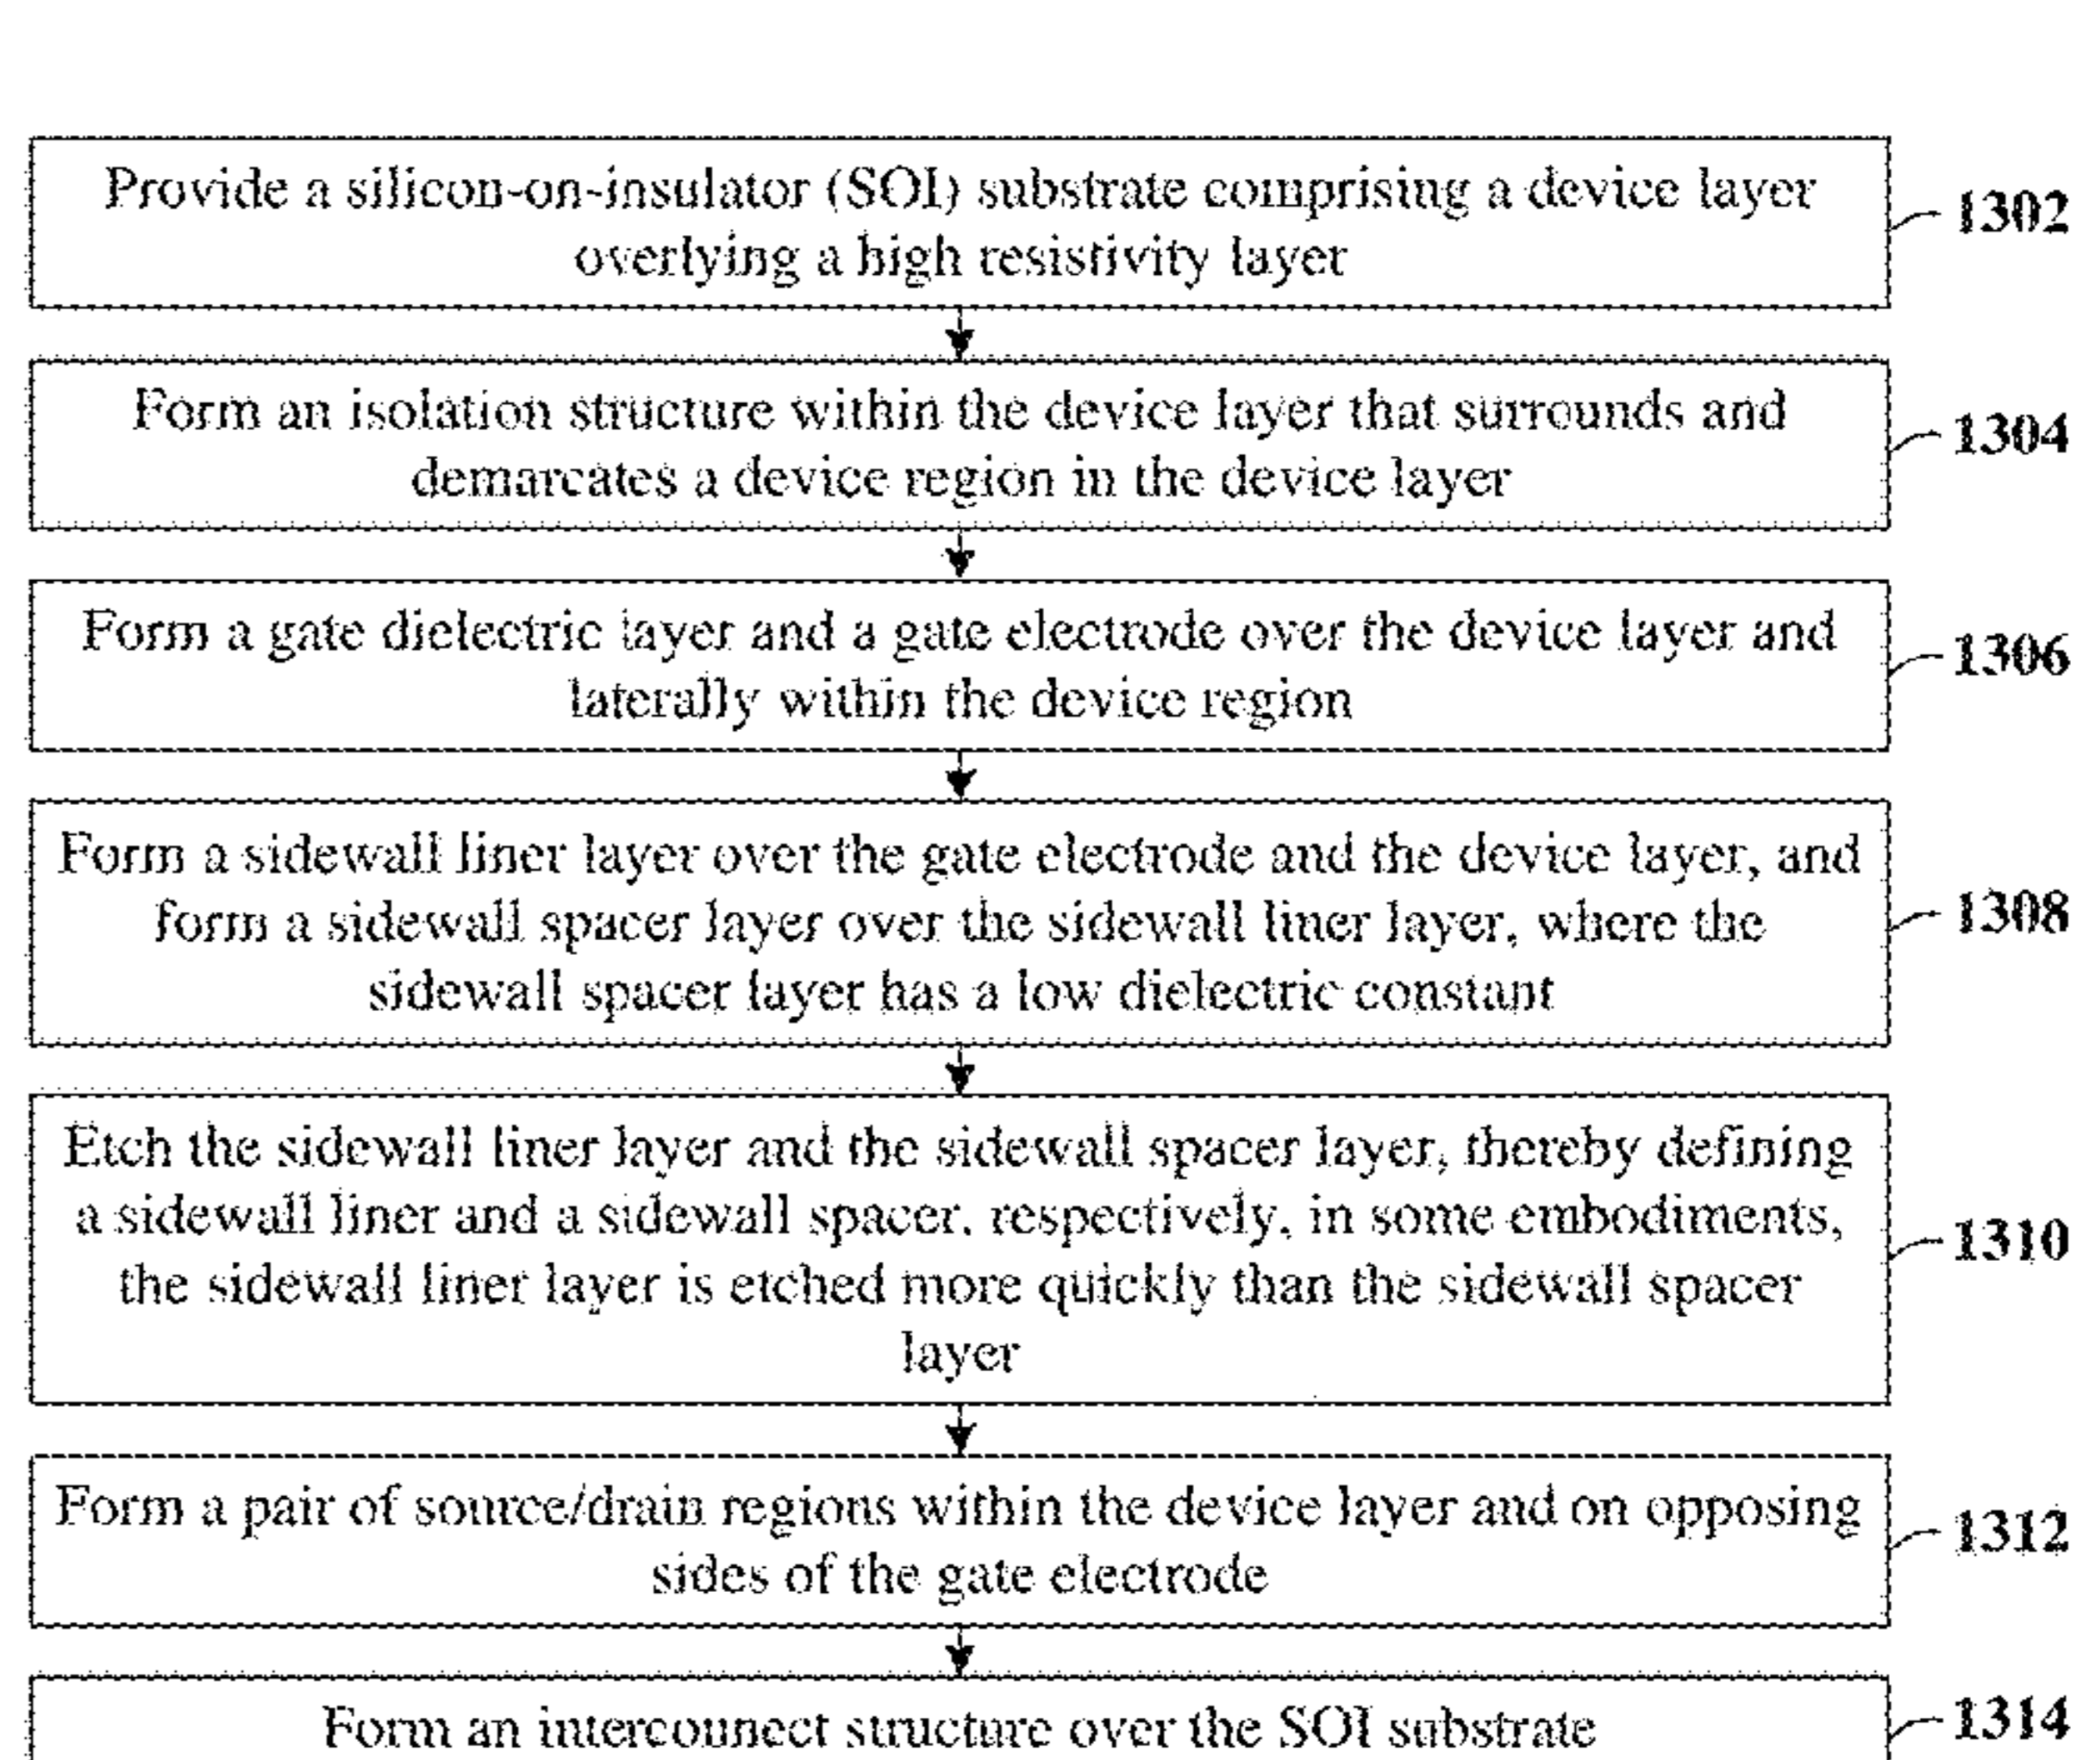 Provide a silicon-on-insulator (SOI) substrate comprising a device layer
overlying a high resistivity layer
1302
Form an isolation structure within the device layer that surrounds and
demarcates a device region in the device layer
1304
Form a gate dielectric layer and a gate electrode over the device layer and
laterally within the device region
1306
Form a sidewall liner layer over the gate electrode and the device layer, and
form a sidewall spacer layer over the sidewall liner layer, where the
sidewall spacer layer has a low dielectric constant
1308
Etch the sidewall liner layer and the sidewall spacer layer, thereby defining
a sidewall liner and a sidewall spacer, respectively, in some embodiments,
the sidewall liner layer is etched more quickly than the sidewall spacer
layer
1310
Form a pair of source/drain regions within the device layer and on opposing
sides of the gate electrode
1312
Form an interconnect structure over the SOI substrate
1314